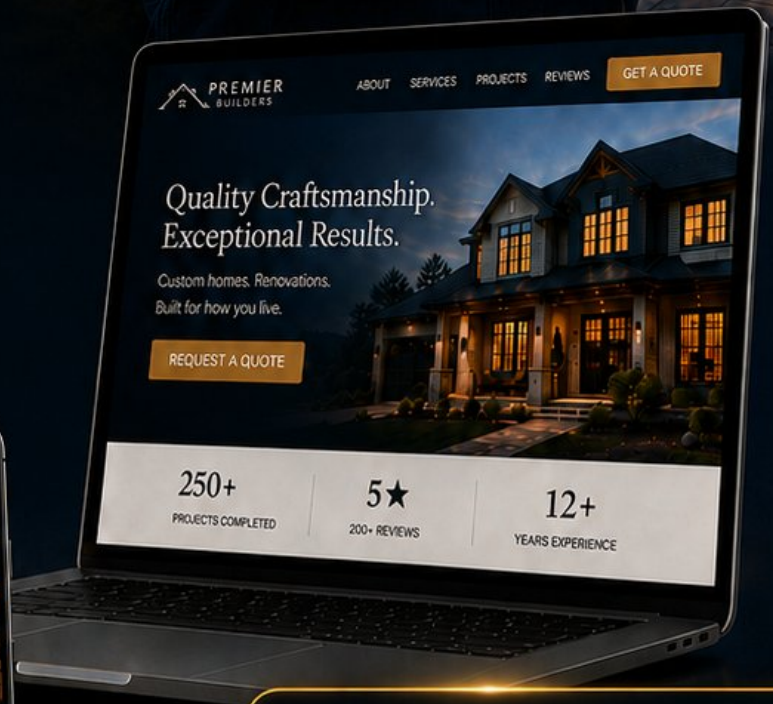 PREMIER
BUILDERS
ABOUT SERVICES PROJECTS REVIEWS GET A QUOTE
Quality Craftsmanship.
Exceptional Results.
Custom homes. Renovations.
Built for how you live.
REQUEST A QUOTE
250+ 5★ 12+
PROJECTS COMPLETED 200+ REVIEWS YEARS EXPERIENCE